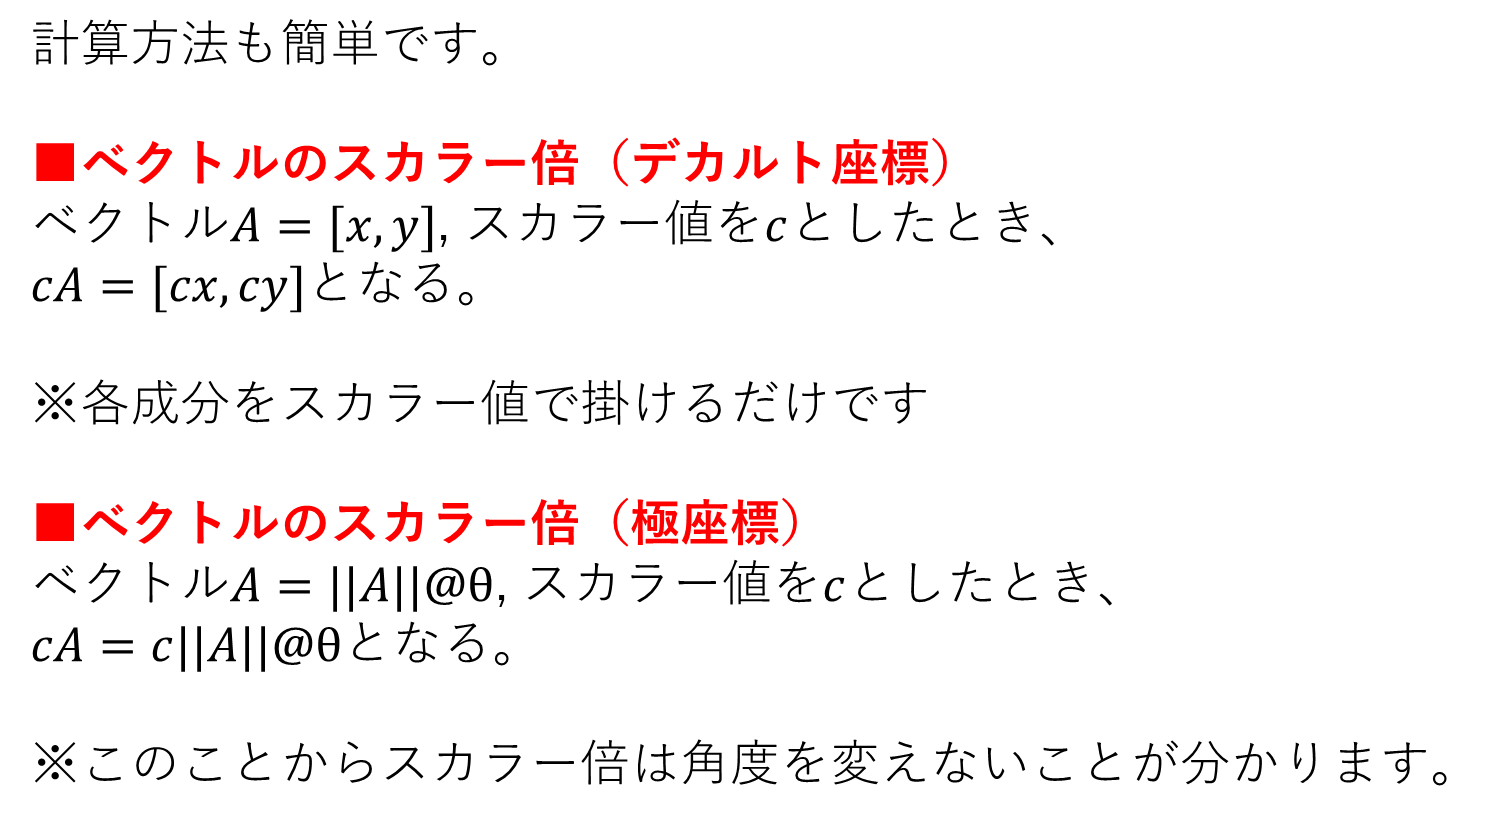 計算方法も簡単です。
■ベクトルのスカラー倍（デカルト座標）
ベクトルA = [x, y], スカラー値をcとしたとき、
cA = [cx, cy]となる。
※各成分をスカラー値で掛けるだけです
■ベクトルのスカラー倍（極座標）
ベクトルA = ||A||@θ, スカラー値をcとしたとき、
cA = c||A||@θとなる。
※このことからスカラー倍は角度を変えないことが分かります。